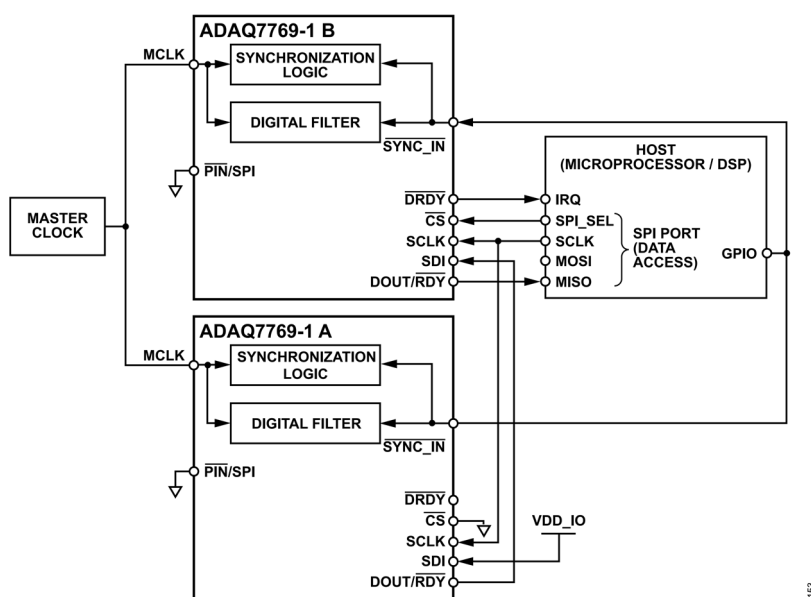 ADAQ7769-1 B
MCLK
SYNCHRONIZATION
LOGIC
DIGITAL FILTER
SYNC_IN
PIN/SPI
DRDY
CS
SCLK
SDI
DOUT/RDY
HOST
(MICROPROCESSOR / DSP)
IRQ
SPI_SEL
SCLK
MOSI
MISO
SPI PORT
(DATA
ACCESS)
GPIO
MASTER
CLOCK
ADAQ7769-1 A
MCLK
SYNCHRONIZATION
LOGIC
DIGITAL FILTER
SYNC_IN
PIN/SPI
DRDY
CS
SCLK
SDI
DOUT/RDY
VDD_IO